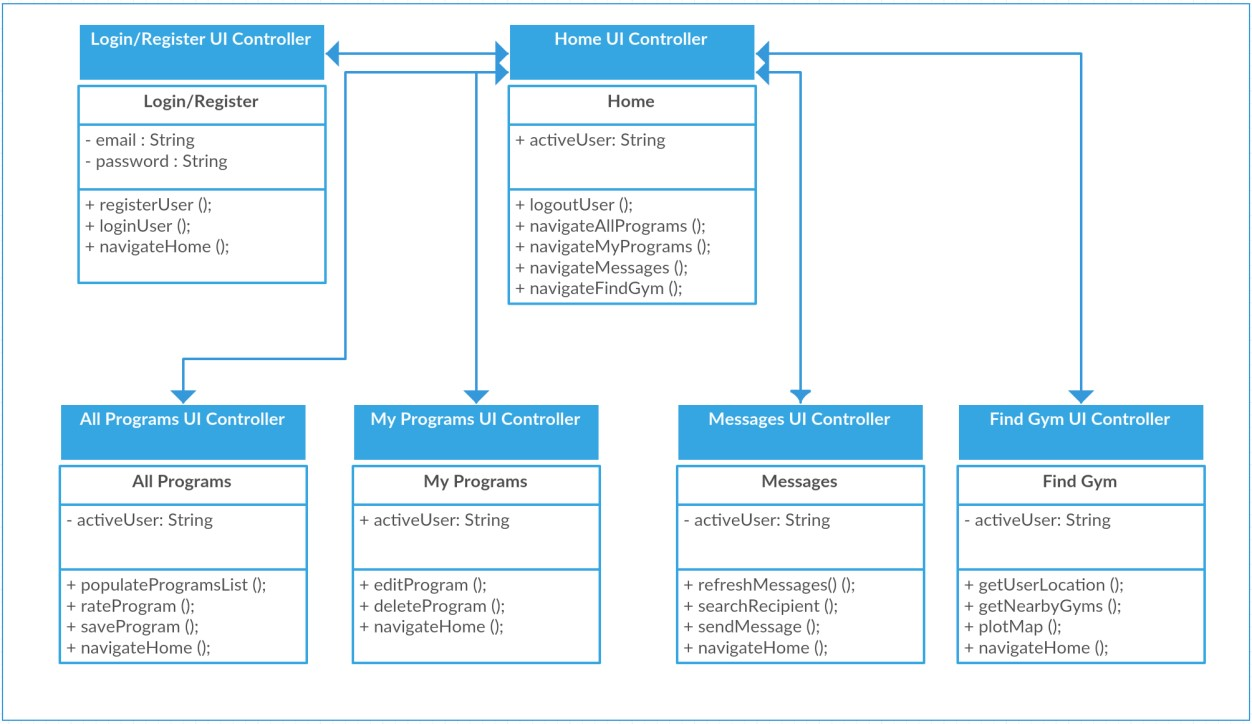 Login/Register UI Controller
Login/Register
- email : String
- password : String
+ registerUser ();
+ loginUser ();
+ navigateHome ();
Home UI Controller
Home
+ activeUser: String
+ logoutUser ();
+ navigateAllPrograms ();
+ navigateMyPrograms ();
+ navigateMessages ();
+ navigateFindGym ();
All Programs UI Controller
All Programs
- activeUser: String
+ populateProgramsList ();
+ rateProgram ();
+ saveProgram ();
+ navigateHome ();
My Programs UI Controller
My Programs
+ activeUser: String
+ editProgram ();
+ deleteProgram ();
+ navigateHome ();
Messages UI Controller
Messages
- activeUser: String
+ refreshMessages() ();
+ searchRecipient ();
+ sendMessage ();
+ navigateHome ();
Find Gym UI Controller
Find Gym
- activeUser: String
+ getUserLocation ();
+ getNearbyGyms ();
+ plotMap ();
+ navigateHome ();